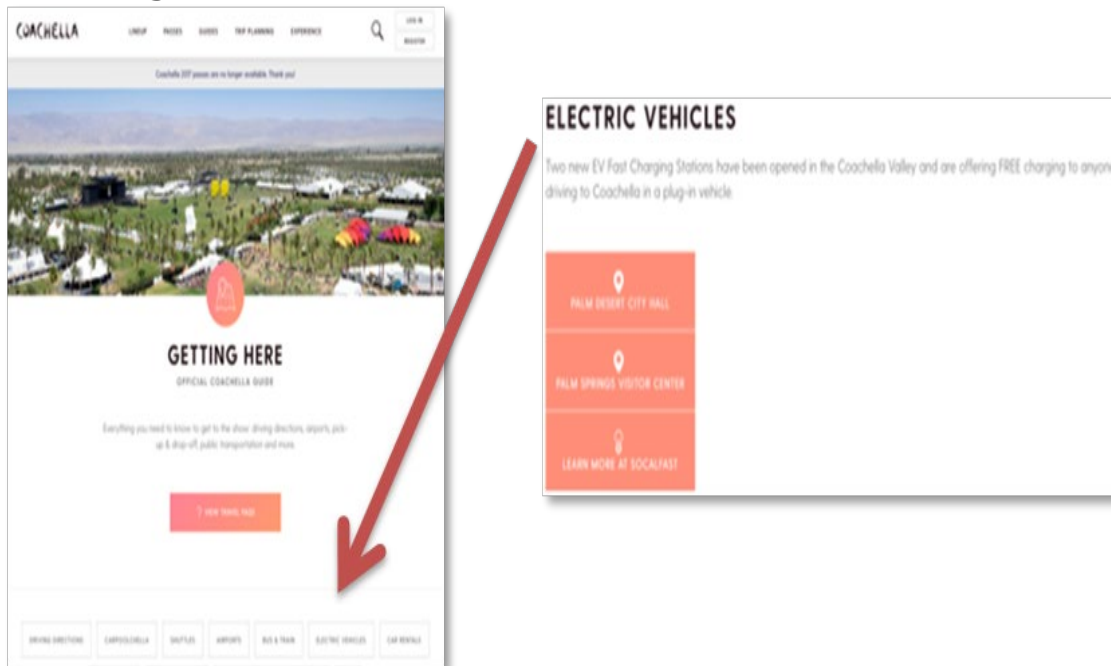 COACHELLA
LINEUP PASSES GUIDES TRIP PLANNING EXPERIENCE
LOG IN
REGISTER
Coachella 2017 passes are no longer available. Thank you!
GETTING HERE
OFFICIAL COACHELLA GUIDE
Everything you need to know to get to the show: driving directions, airports, pick-
up & drop-off, public transportation and more.
VIEW TRAVEL FAQS
DRIVING DIRECTIONS CARPOOLCHELLA SHUTTLES AIRPORTS BUS & TRAIN ELECTRIC VEHICLES CAR RENTALS
ELECTRIC VEHICLES
Two new EV Fast Charging Stations have been opened in the Coachella Valley and are offering FREE charging to anyone
driving to Coachella in a plug-in vehicle.
PALM DESERT CITY HALL
PALM SPRINGS VISITOR CENTER
LEARN MORE AT SOCALFAST